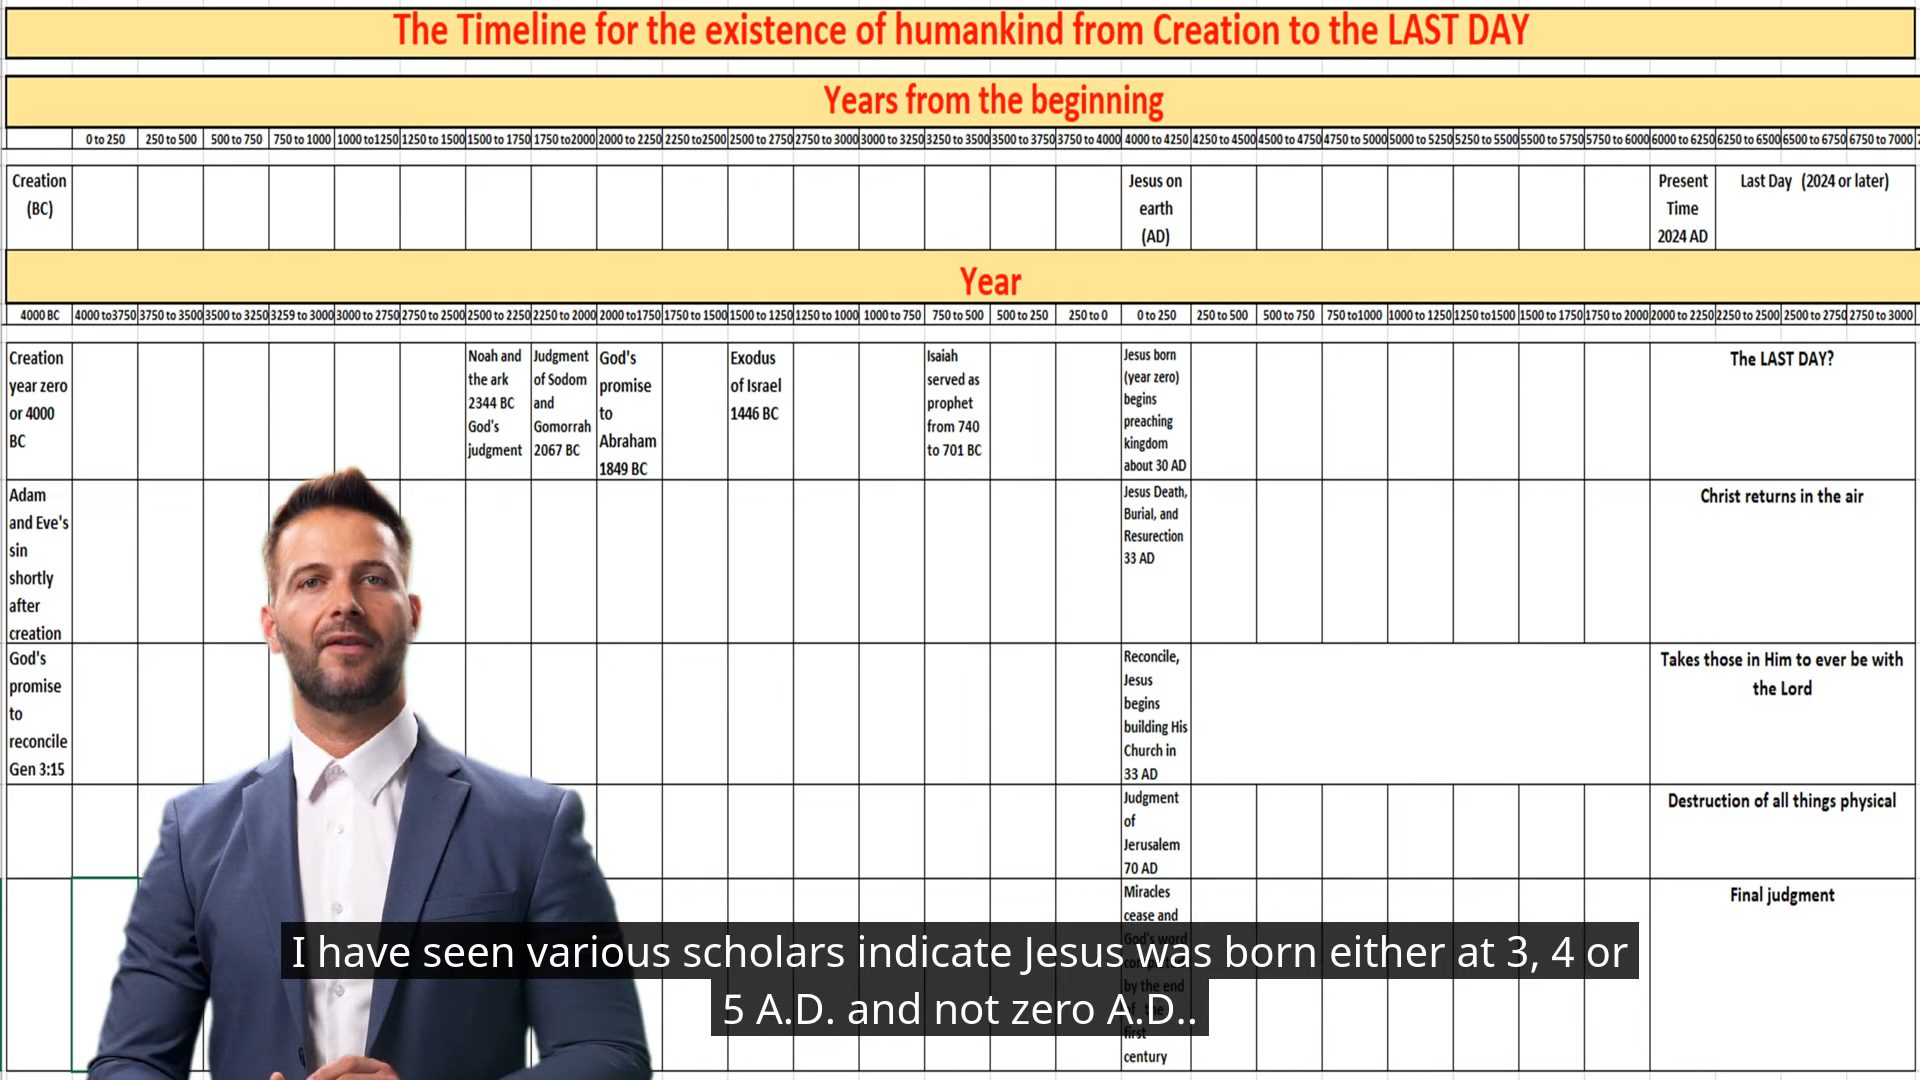 The Timeline for the existence of humankind from Creation to the LAST DAY
Years from the beginning
0 to 250 250 to 500 500 to 750 750 to 1000 1000 to1250 1250 to 1500 1500 to 1750 1750 to2000 2000 to 2250 2250 to2500 2500 to 2750 2750 to 3000 3000 to 3250 3250 to 3500 3500 to 3750 3750 to 4000 4000 to 4250 4250 to 4500 4500 to 4750 4750 to 5000 5000 to 5250 5250 to 5500 5500 to 5750 5750 to 6000 6000 to 6250 6250 to 6500 6500 to 6750 6750 to 7000
Creation
(BC)
Jesus on
earth
(AD)
Present
Time
2024 AD
Last Day (2024 or later)
Year
4000 BC 4000 to3750 3750 to 3500 3500 to 3250 3259 to 3000 3000 to 2750 2750 to 2500 2500 to 2250 2250 to 2000 2000 to1750 1750 to 1500 1500 to 1250 1250 to 1000 1000 to 750 750 to 500 500 to 250 250 to 0 0 to 250 250 to 500 500 to 750 750 to1000 1000 to 1250 1250 to1500 1500 to 1750 1750 to 2000 2000 to 2250 2250 to 2500 2500 to 2750 2750 to 3000
Creation
year zero
or 4000
BC
Noah and
the ark
2344 BC
God's
judgment
Judgment
of Sodom
and
Gomorrah
2067 BC
God's
promise
to
Abraham
1849 BC
Exodus
of Israel
1446 BC
Isaiah
served as
prophet
from 740
to 701 BC
Jesus born
(year zero)
begins
preaching
kingdom
about 30 AD
The LAST DAY?
Adam
and Eve's
sin
shortly
after
creation
Jesus Death,
Burial, and
Resurection
33 AD
Christ returns in the air
God's
promise
to
reconcile
Gen 3:15
Reconcile,
Jesus
begins
building His
Church in
33 AD
Takes those in Him to ever be with
the Lord
Judgment
of
Jerusalem
70 AD
Destruction of all things physical
Miracles
cease and
God's word
by the end
of the
first
century
Final judgment
I have seen various scholars indicate Jesus was born either at 3, 4 or
5 A.D. and not zero A.D..